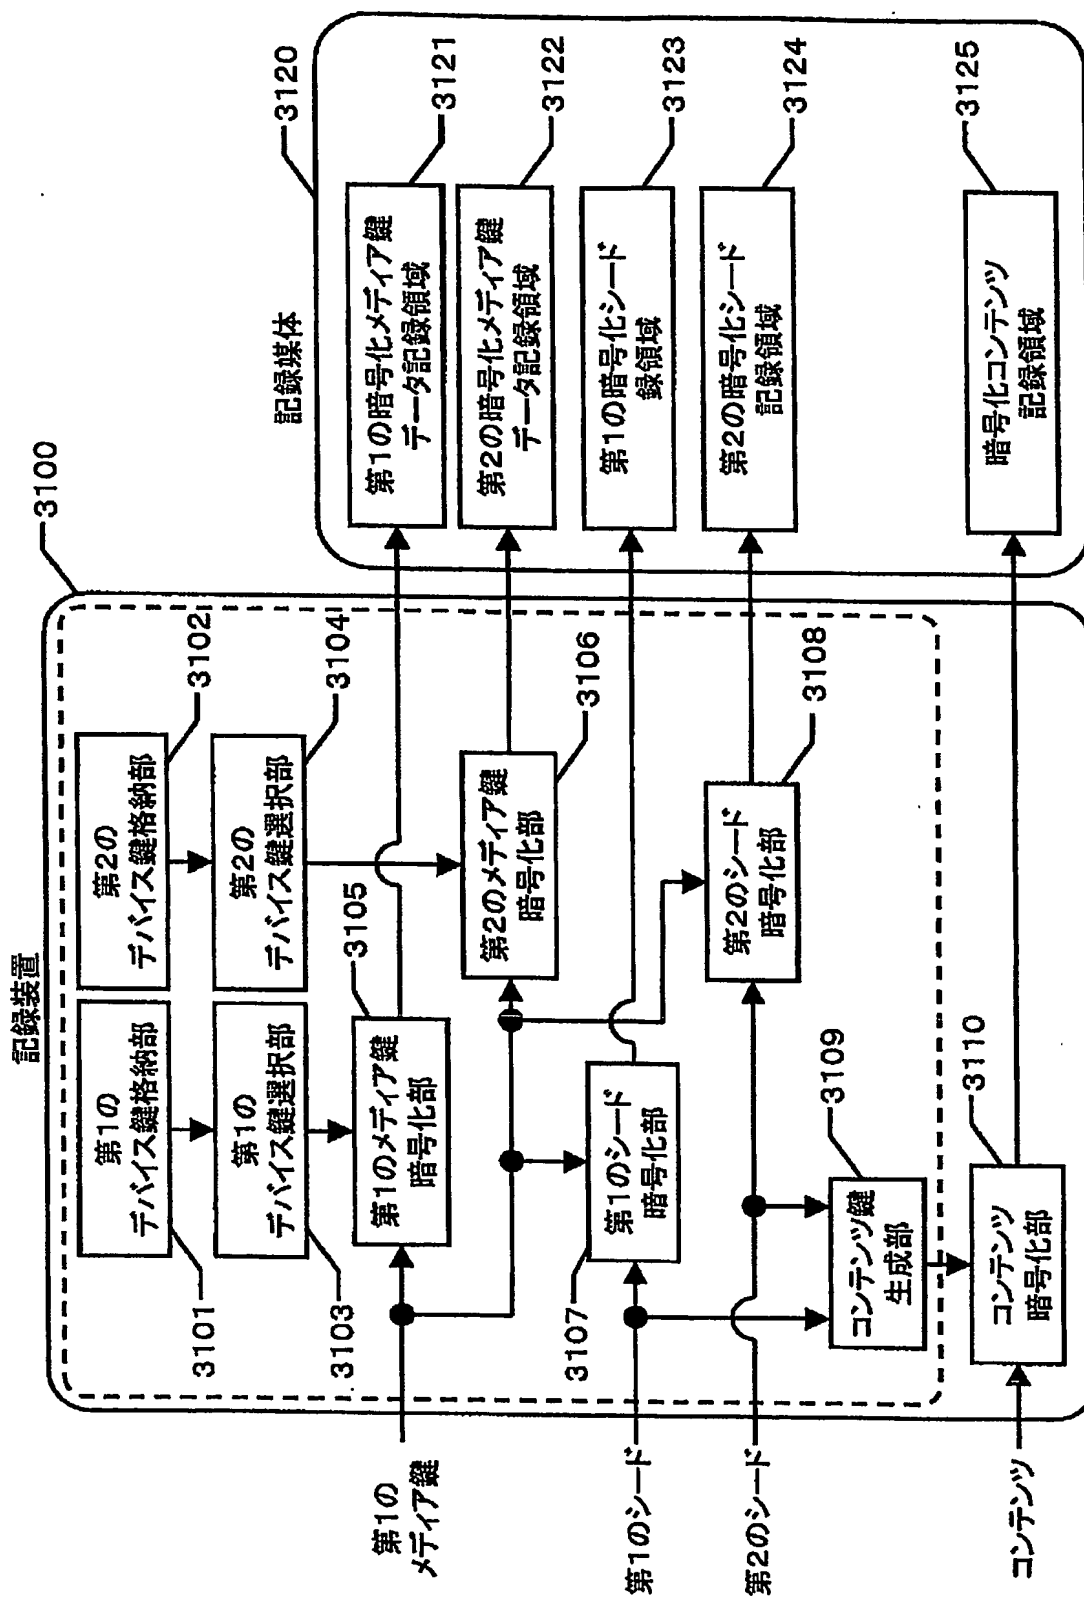 記録装置
3100
第1の
デバイス鍵格納部
3101
第2の
デバイス鍵格納部
3102
第1の
デバイス鍵選択部
3103
第2の
デバイス鍵選択部
3104
第1の
メディア鍵
第1のメディア鍵
暗号化部
3105
第2のメディア鍵
暗号化部
3106
第1のシード
第1のシード
暗号化部
3107
第2のシード
第2のシード
暗号化部
3108
コンテンツ鍵
生成部
3109
コンテンツ
コンテンツ
暗号化部
3110
記録媒体
3120
第1の暗号化メディア鍵
データ記録領域
3121
第2の暗号化メディア鍵
データ記録領域
3122
第1の暗号化シード
録領域
3123
第2の暗号化シード
記録領域
3124
暗号化コンテンツ
記録領域
3125